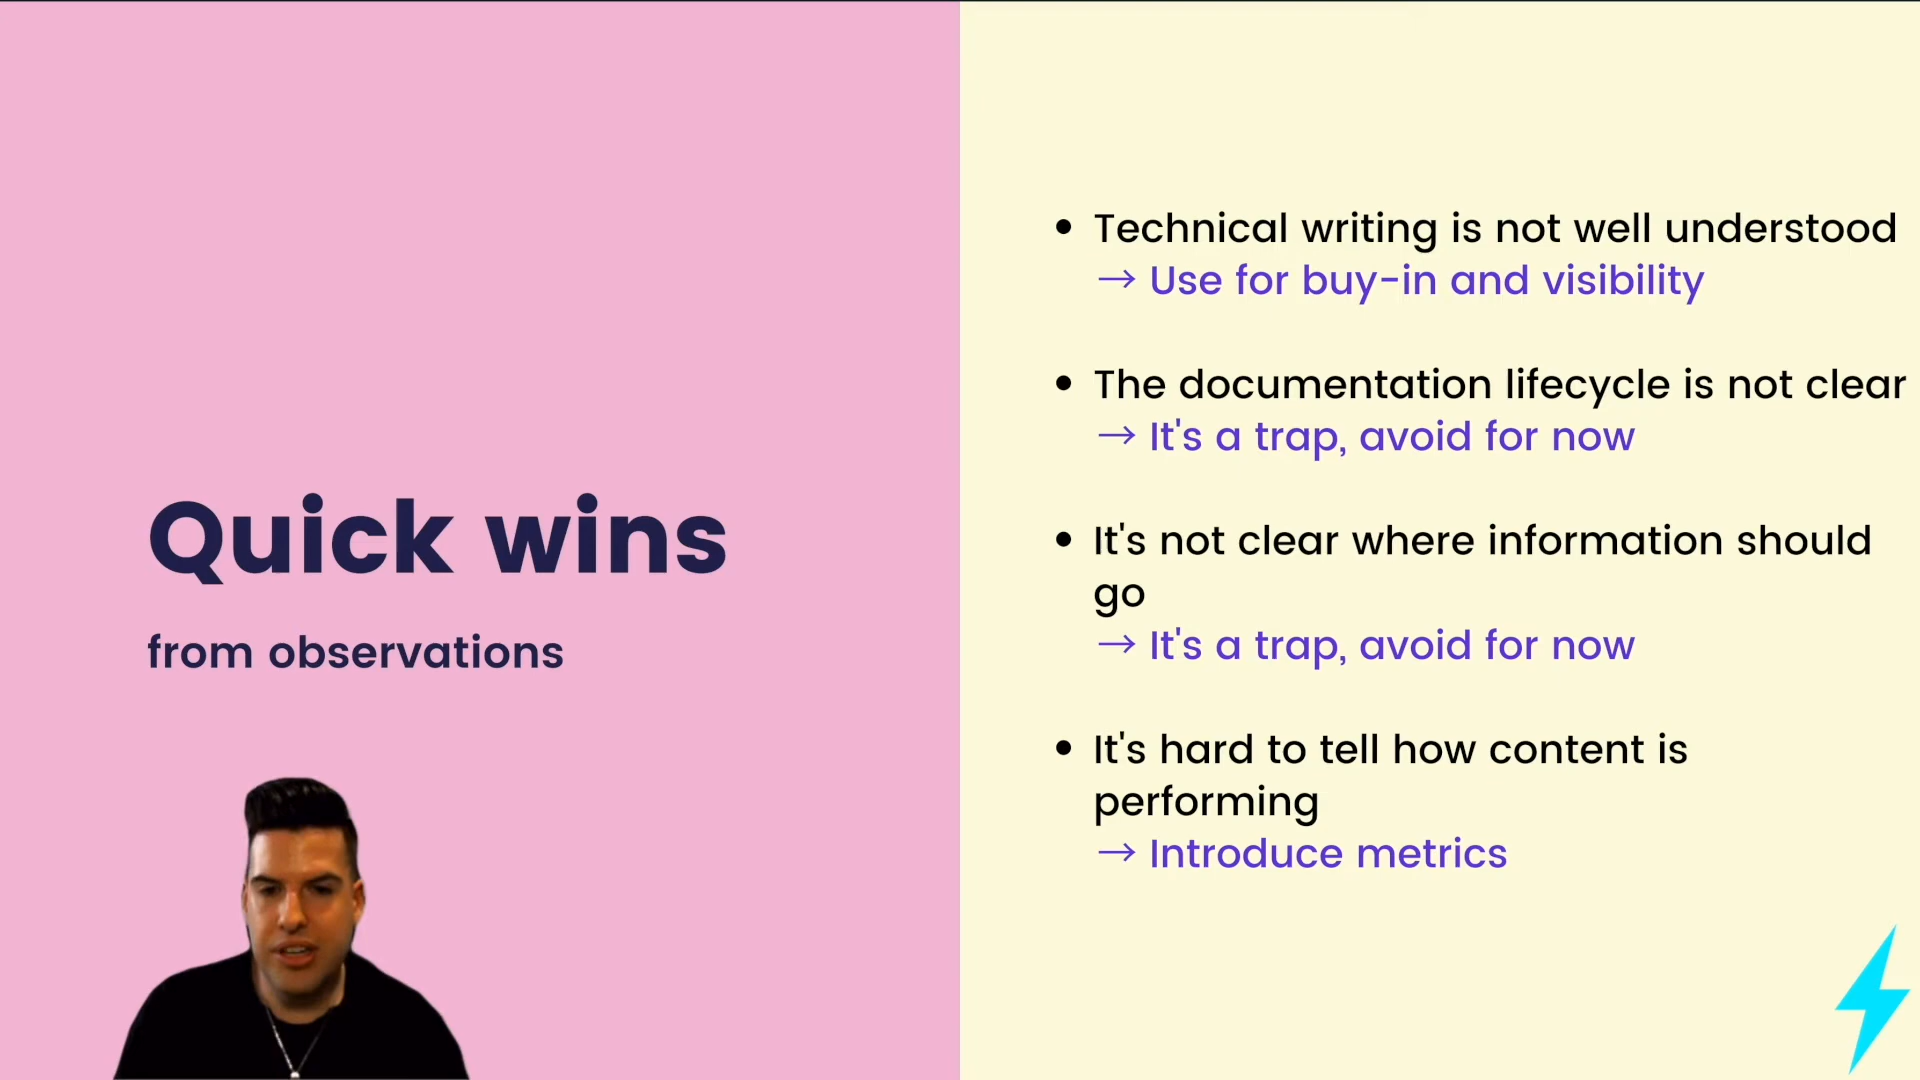 Quick wins
from observations
• Technical writing is not well understood
→ Use for buy-in and visibility
• The documentation lifecycle is not clear
→ It's a trap, avoid for now
• It's not clear where information should
go
→ It's a trap, avoid for now
• It's hard to tell how content is
performing
→ Introduce metrics